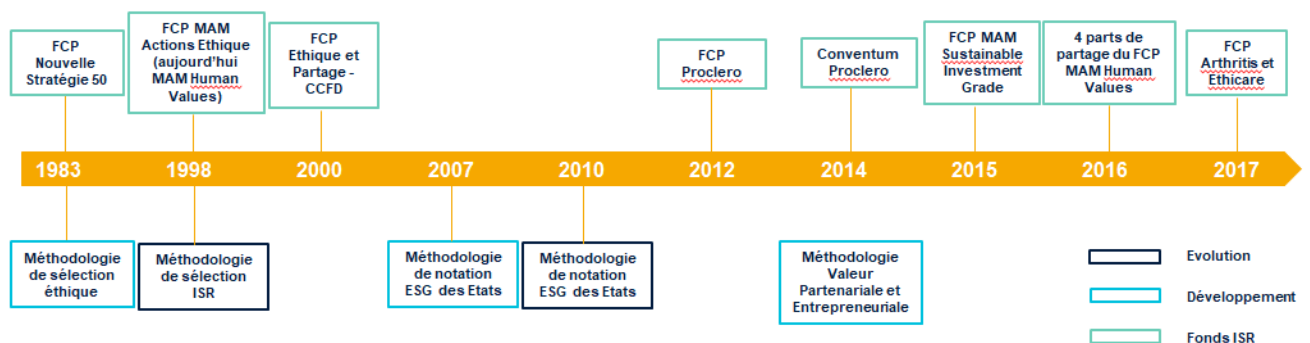 FCP
Nouvelle
Stratégie 50
FCP MAM
Actions Ethique
(aujourd'hui
MAM Human
Values)
FCP
Ethique et
Partage -
CCFD
FCP
Proclero
Conventum
Proclero
FCP MAM
Sustainable
Investment
Grade
4 parts de
partage du FCP
MAM Human
Values
FCP
Arthritis et
Ethicare
1983
1998
2000
2007
2010
2012
2014
2015
2016
2017
Méthodologie
de sélection
éthique
Méthodologie
de sélection
ISR
Méthodologie
de notation
ESG des Etats
Méthodologie
de notation
ESG des Etats
Méthodologie
Valeur
Partenariale et
Entrepreneuriale
Evolution
Développement
Fonds ISR